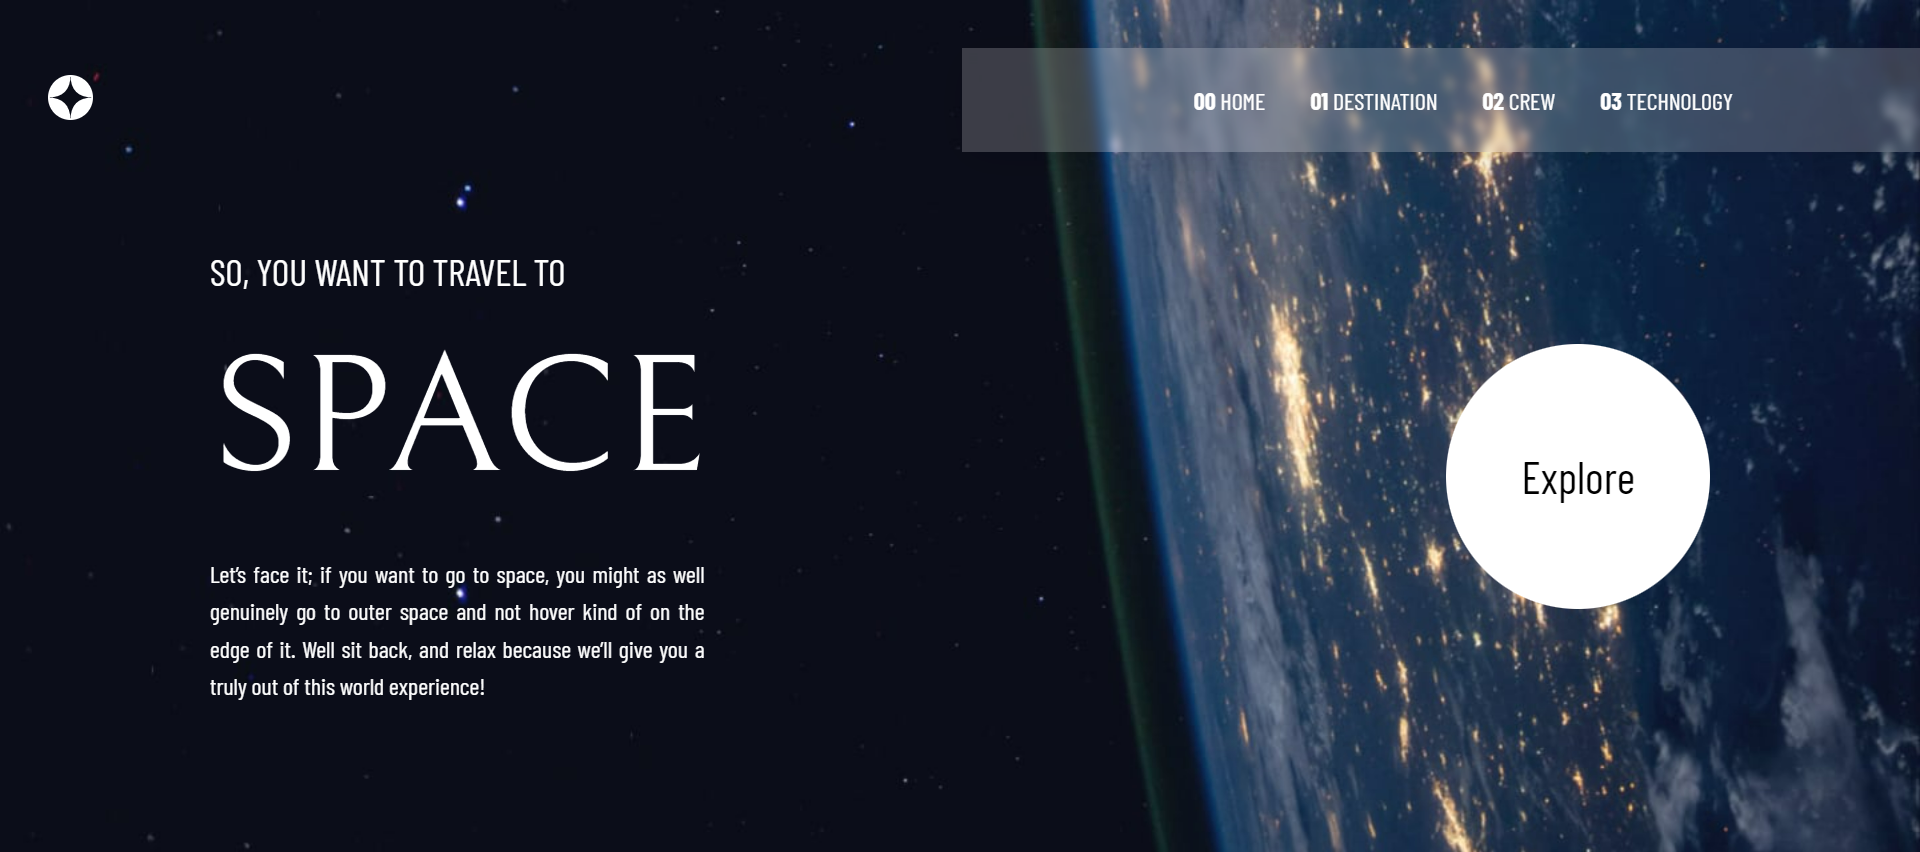 00 HOME 01 DESTINATION 02 CREW 03 TECHNOLOGY
SO, YOU WANT TO TRAVEL TO
SPACE
Let’s face it; if you want to go to space, you might as well
genuinely go to outer space and not hover kind of on the
edge of it. Well sit back, and relax because we’ll give you a
truly out of this world experience!
Explore